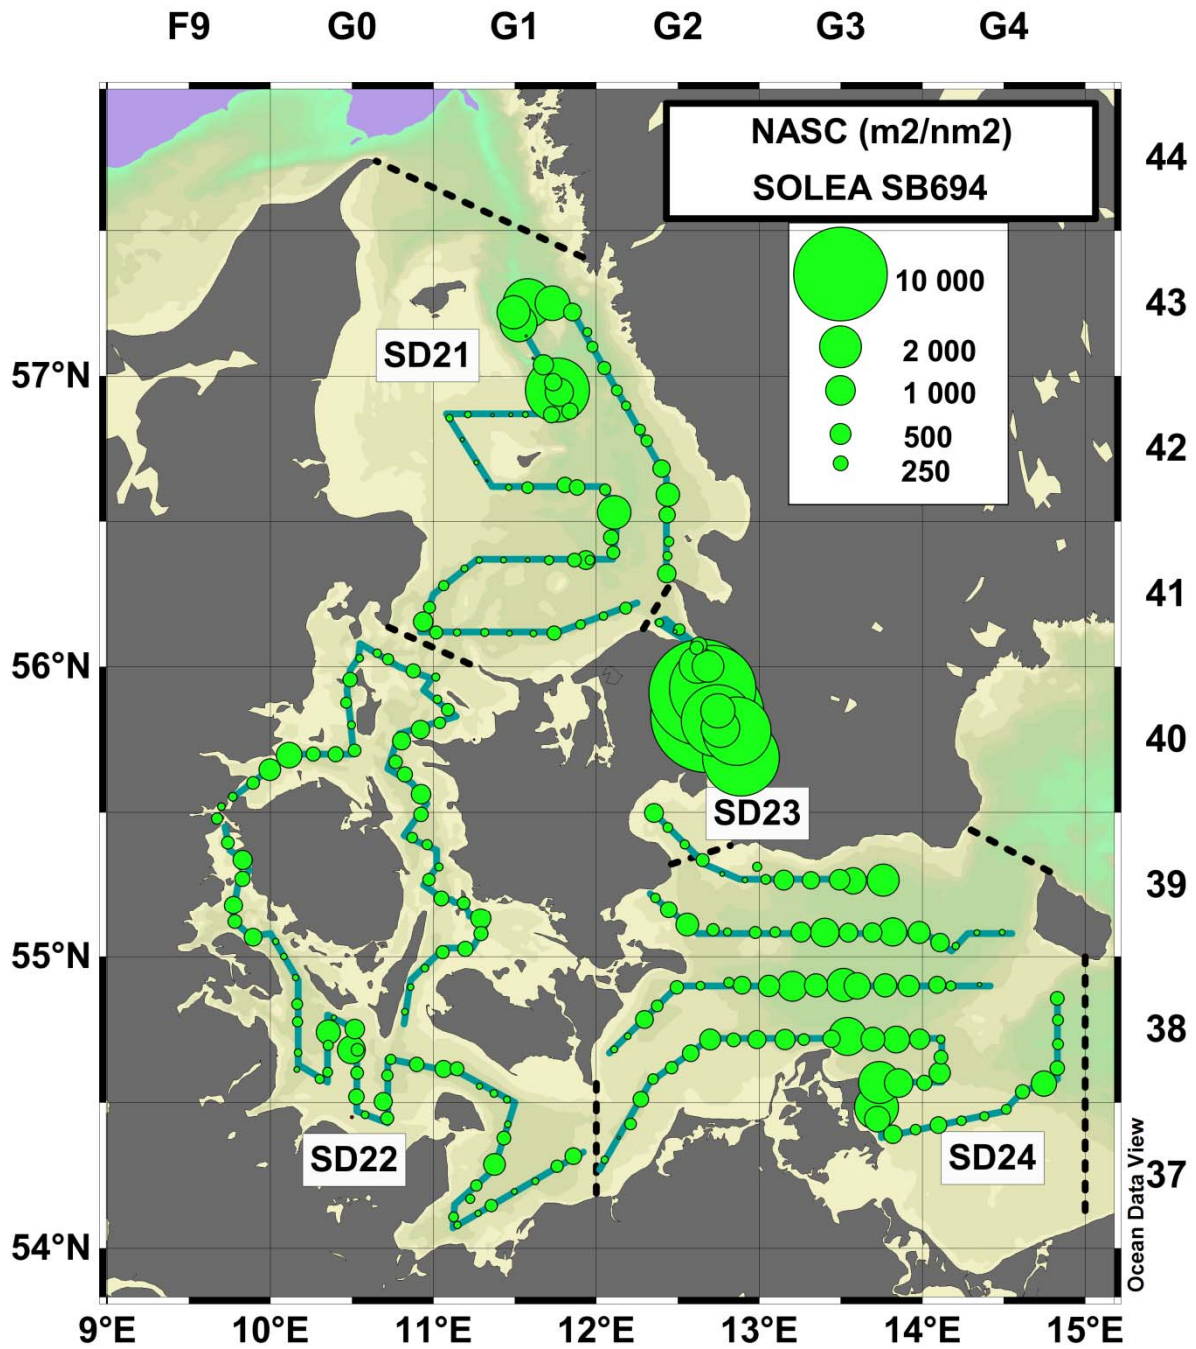 F9 G0 G1 G2 G3 G4
NASC (m2/nm2)
SOLEA SB694
44
10 000
43
2 000
SD21
57°N
1 000
42
500
250
41
56°N
40
SD23
39
55°N
38
SD22
SD24
37
54°N
Ocean Data View
9°E 10°E 11°E 12°E 13°E 14°E 15°E